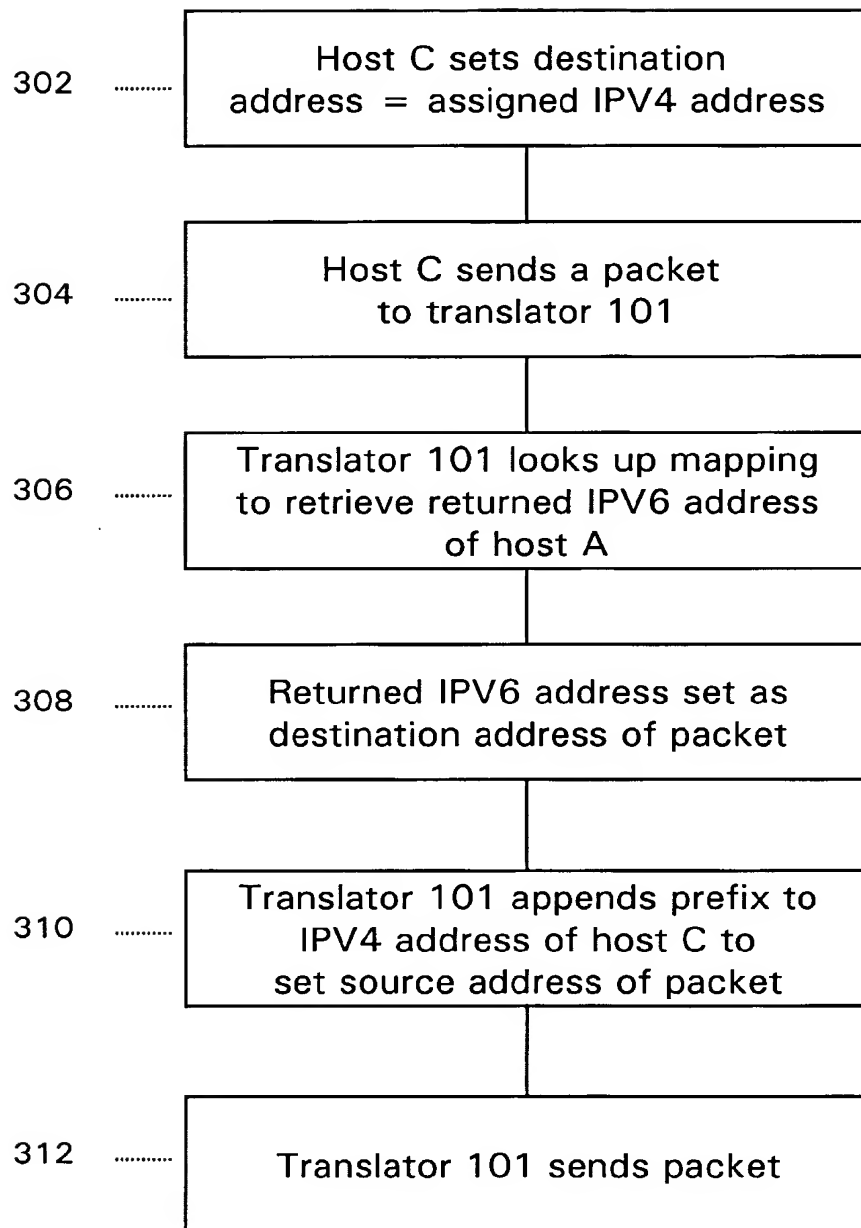 302
Host C sets destination
address = assigned IPV4 address
304
Host C sends a packet
to translator 101
306
Translator 101 looks up mapping
to retrieve returned IPV6 address
of host A
308
Returned IPV6 address set as
destination address of packet
310
Translator 101 appends prefix to
IPV4 address of host C to
set source address of packet
312
Translator 101 sends packet